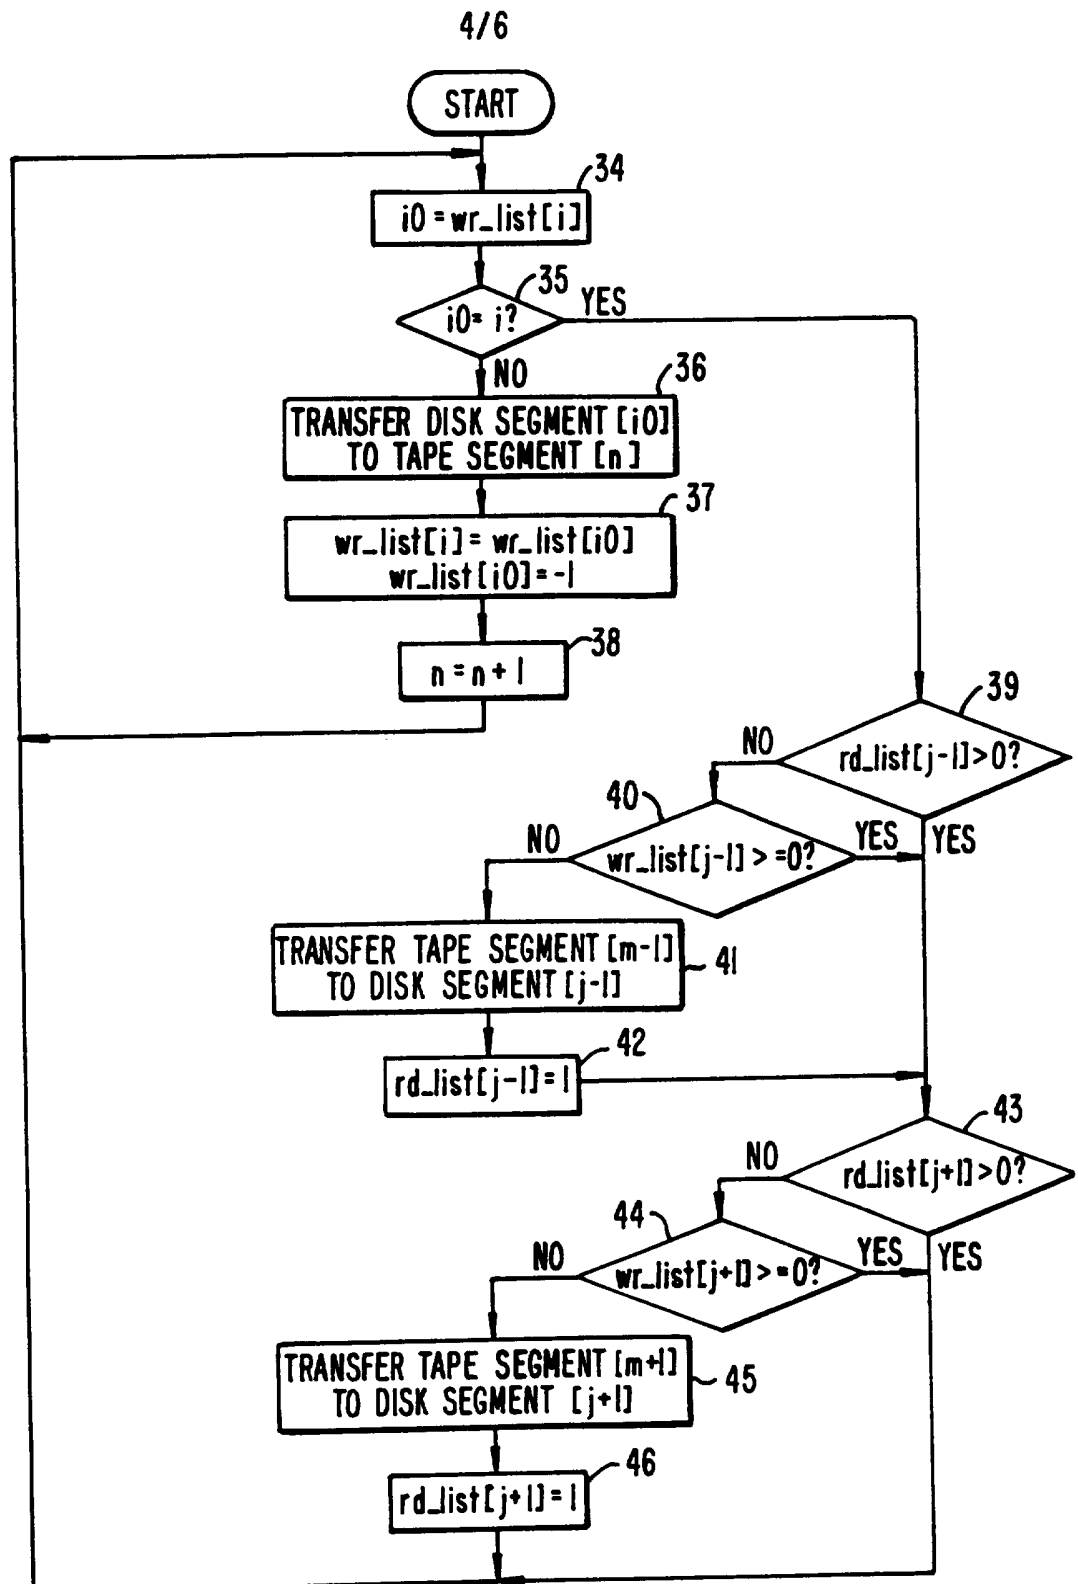 4/6
START
34
i0 = wr_list[i]
35
i0= i?
YES
NO
36
TRANSFER DISK SEGMENT [i0]
TO TAPE SEGMENT [n]
37
wr_list[i] = wr_list[i0]
wr_list[i0]=-1
38
n = n + 1
39
rd_list[j-1]>0?
NO
YES
40
wr_list[j-1] >=0?
NO
YES
TRANSFER TAPE SEGMENT [m-1]
TO DISK SEGMENT [j-1]
41
42
rd_list[j-1]=1
43
rd_list[j+1]>0?
NO
YES
44
wr_list[j+1]>=0?
NO
YES
TRANSFER TAPE SEGMENT [m+1]
TO DISK SEGMENT [j+1]
45
46
rd_list[j+1]=1